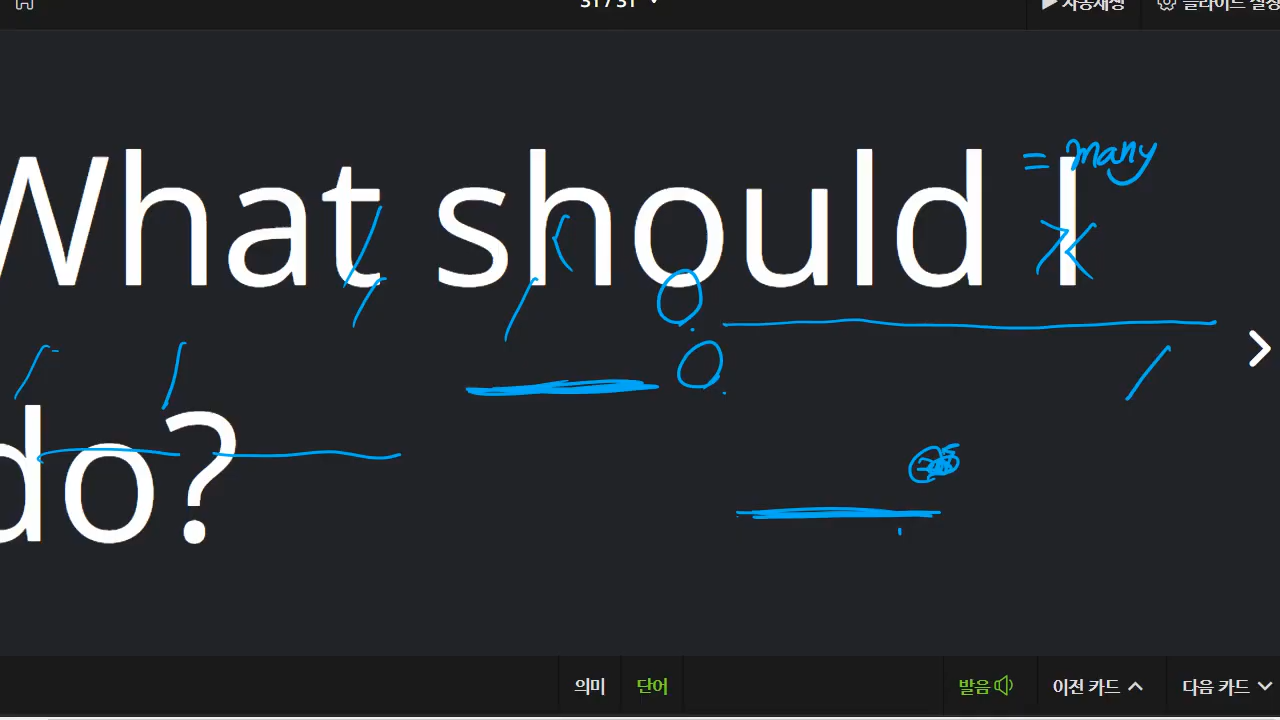 31 / 31
▶ 자동재생
슬라이드 설정
= many
What should I
do?
의미
단어
발음
이전 카드
다음 카드